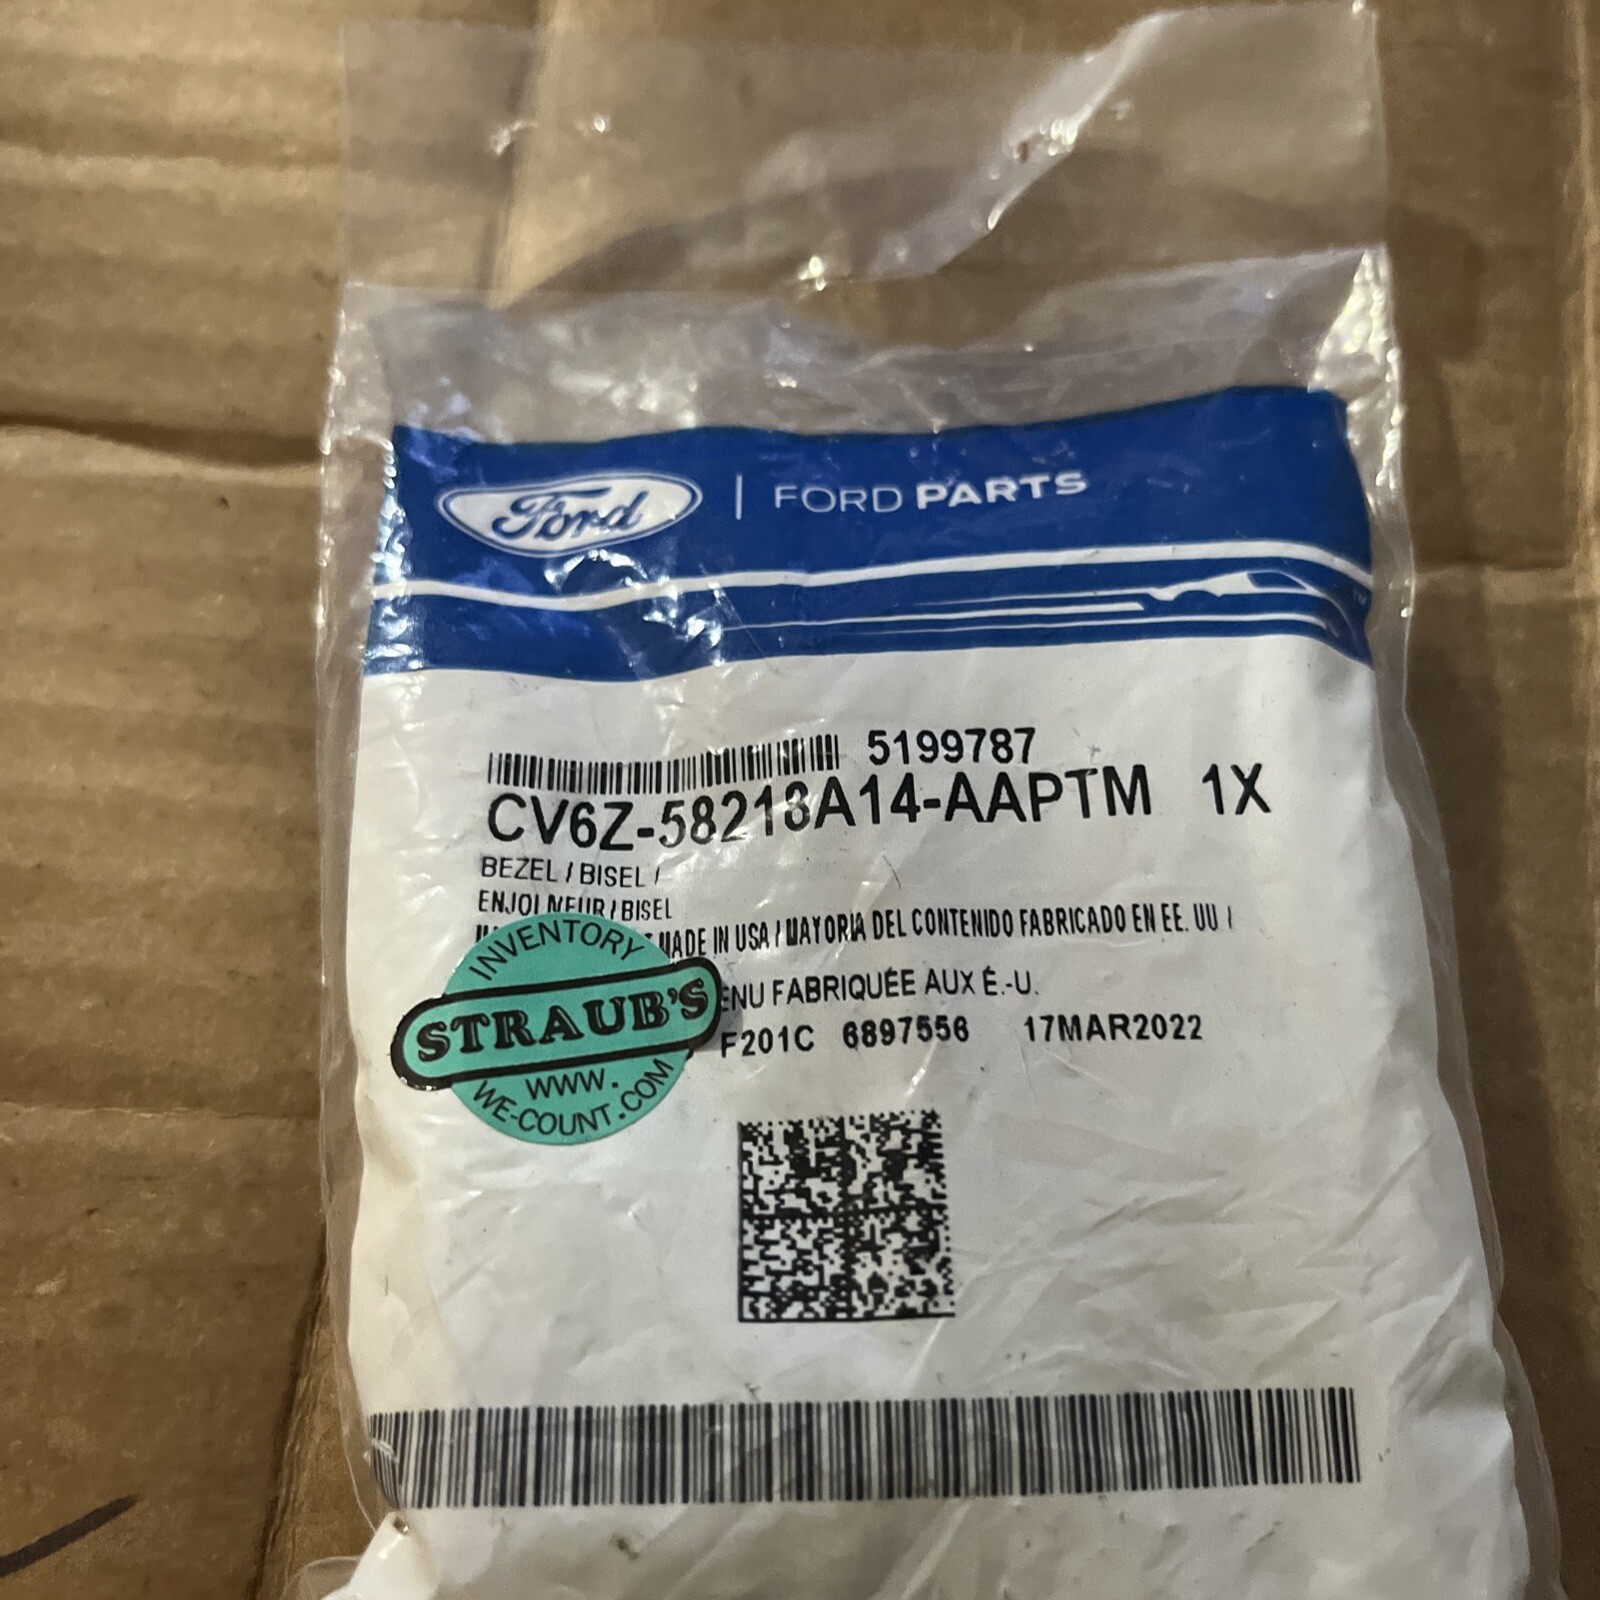 Ford | FORD PARTS
5199787
CV6Z-58218A14-AAPTM 1X
BEZEL / BISEL /
ENJOLIVEUR / BISEL
MADE IN USA / MAYORIA DEL CONTENIDO FABRICADO EN EE. UU /
ENU FABRIQUÉE AUX É.-U.
F201C 6897556 17MAR2022
INVENTORY
STRAUB'S
WWW.
WE-COUNT.COM